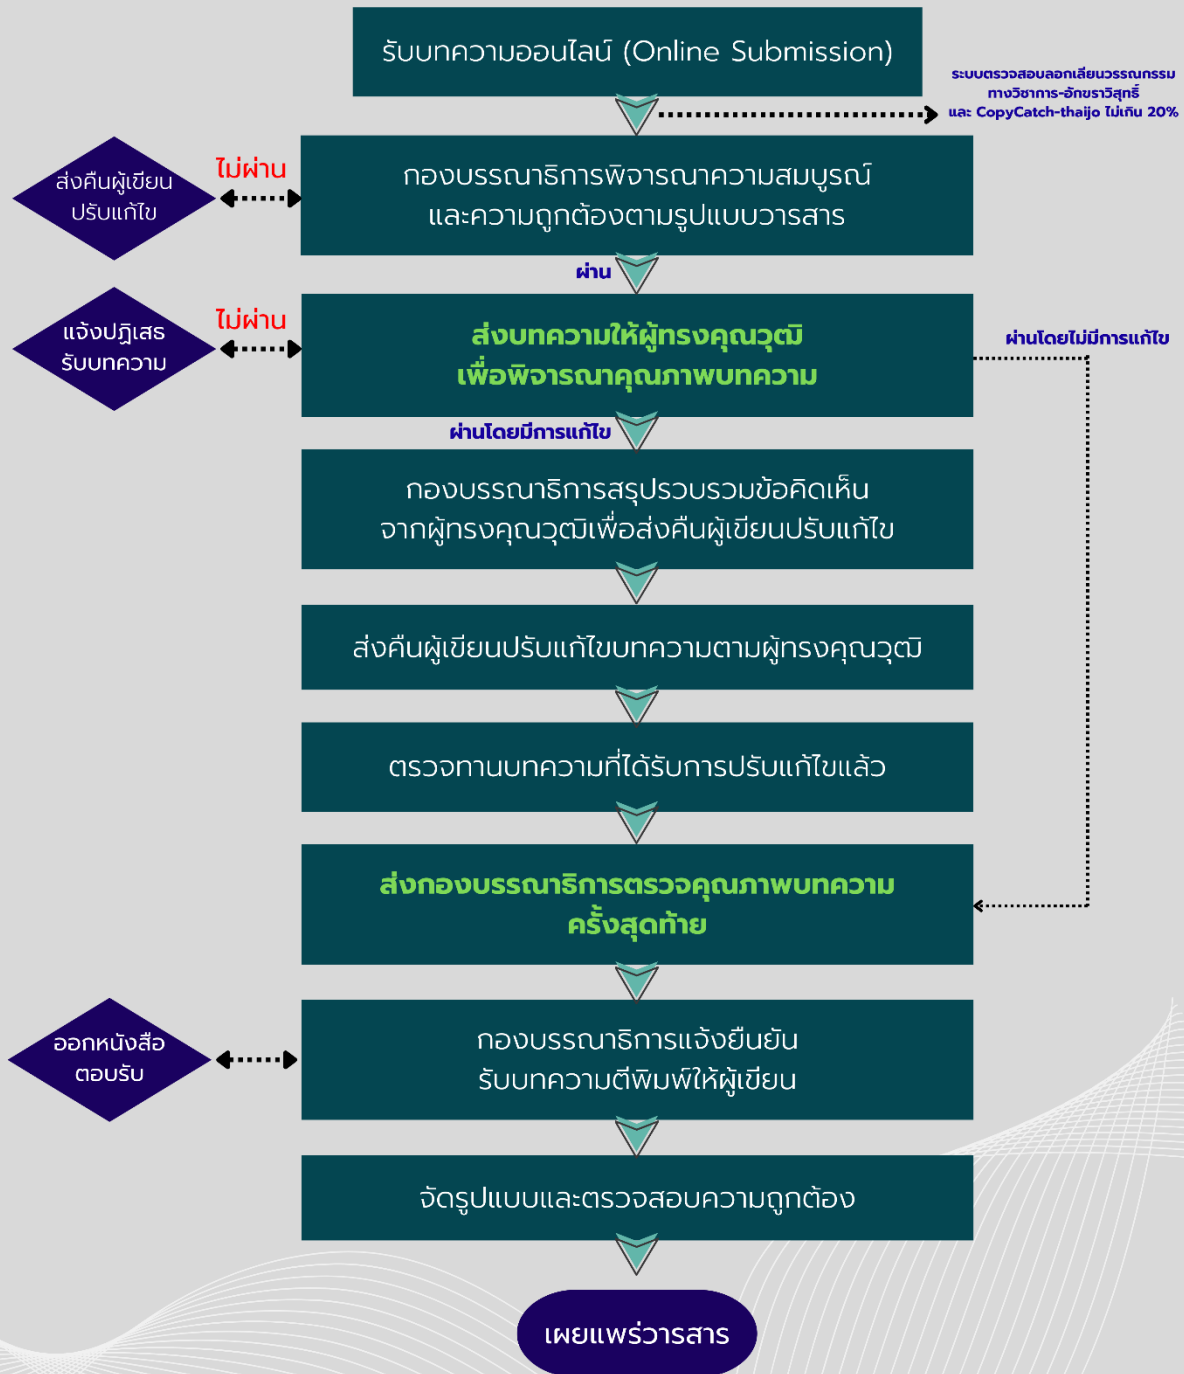 รับบทความออนไลน์ (Online Submission)
ระบบตรวจสอบลอกเลียนวรรณกรรม
ทางวิชาการ-อักขราวิสุทธิ์
และ CopyCatch-thaijo ไม่เกิน 20%
ส่งคืนผู้เขียน
ปรับแก้ไข
ไม่ผ่าน
กองบรรณาธิการพิจารณาความสมบูรณ์
และความถูกต้องตามรูปแบบวารสาร
ผ่าน
แจ้งปฏิเสธ
รับบทความ
ไม่ผ่าน
ส่งบทความให้ผู้ทรงคุณวุฒิ
เพื่อพิจารณาคุณภาพบทความ
ผ่านโดยไม่มีการแก้ไข
ผ่านโดยมีการแก้ไข
กองบรรณาธิการสรุปรวบรวมข้อคิดเห็น
จากผู้ทรงคุณวุฒิเพื่อส่งคืนผู้เขียนปรับแก้ไข
ส่งคืนผู้เขียนปรับแก้ไขบทความตามผู้ทรงคุณวุฒิ
ตรวจทานบทความที่ได้รับการปรับแก้ไขแล้ว
ส่งกองบรรณาธิการตรวจคุณภาพบทความ
ครั้งสุดท้าย
ออกหนังสือ
ตอบรับ
กองบรรณาธิการแจ้งยืนยัน
รับบทความตีพิมพ์ให้ผู้เขียน
จัดรูปแบบและตรวจสอบความถูกต้อง
เผยแพร่วารสาร